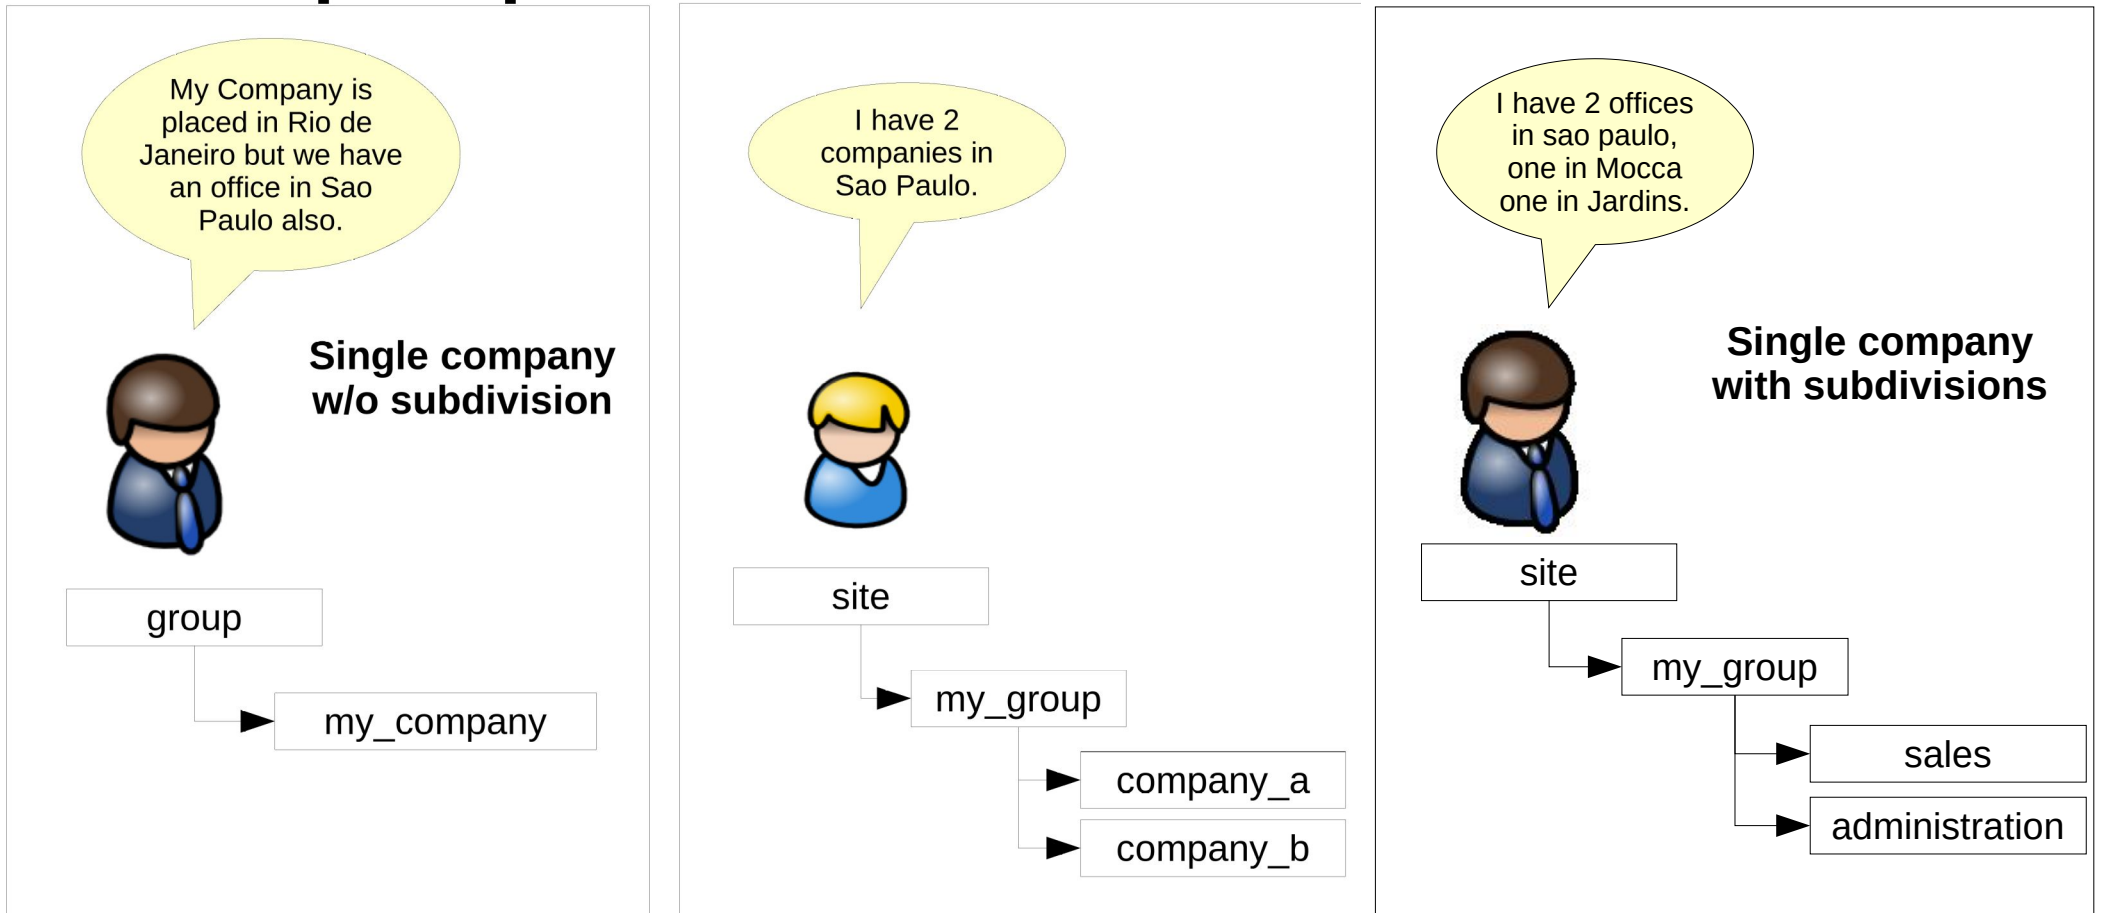 My Company is
placed in Rio de
Janeiro but we have
an office in Sao
Paulo also.
Single company
w/o subdivision
group
my_company
I have 2
companies in
Sao Paulo.
site
my_group
company_a
company_b
I have 2 offices
in sao paulo,
one in Mocca
one in Jardins.
Single company
with subdivisions
site
my_group
sales
administration